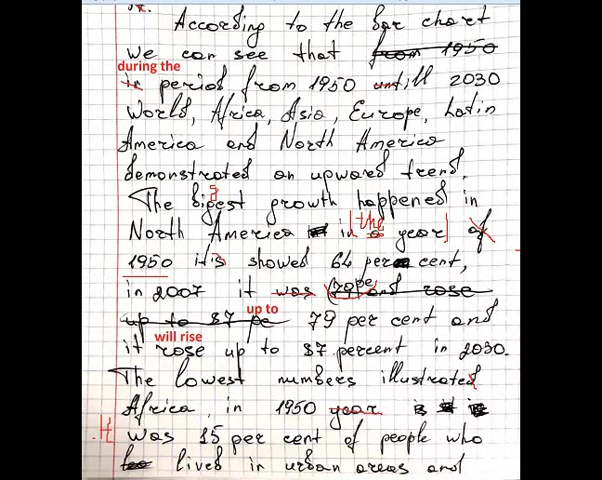 According to the bar chart
we can see that from 1950
during the
in period from 1950 untill 2030
World, Africa, Asia, Europe, Latin
America and North America
demonstrated an upward trend.
The bigest growth happened in
North America in the year of
1950 it's showed 64 per cent,
in 2007 it was and rose
up to 87 pe up to 79 per cent and
will rise
it rose up to 87 percent in 2030.
The lowest numbers illustrated
Africa, in 1950 year is
It was 15 per cent of people who
lived in urban areas and